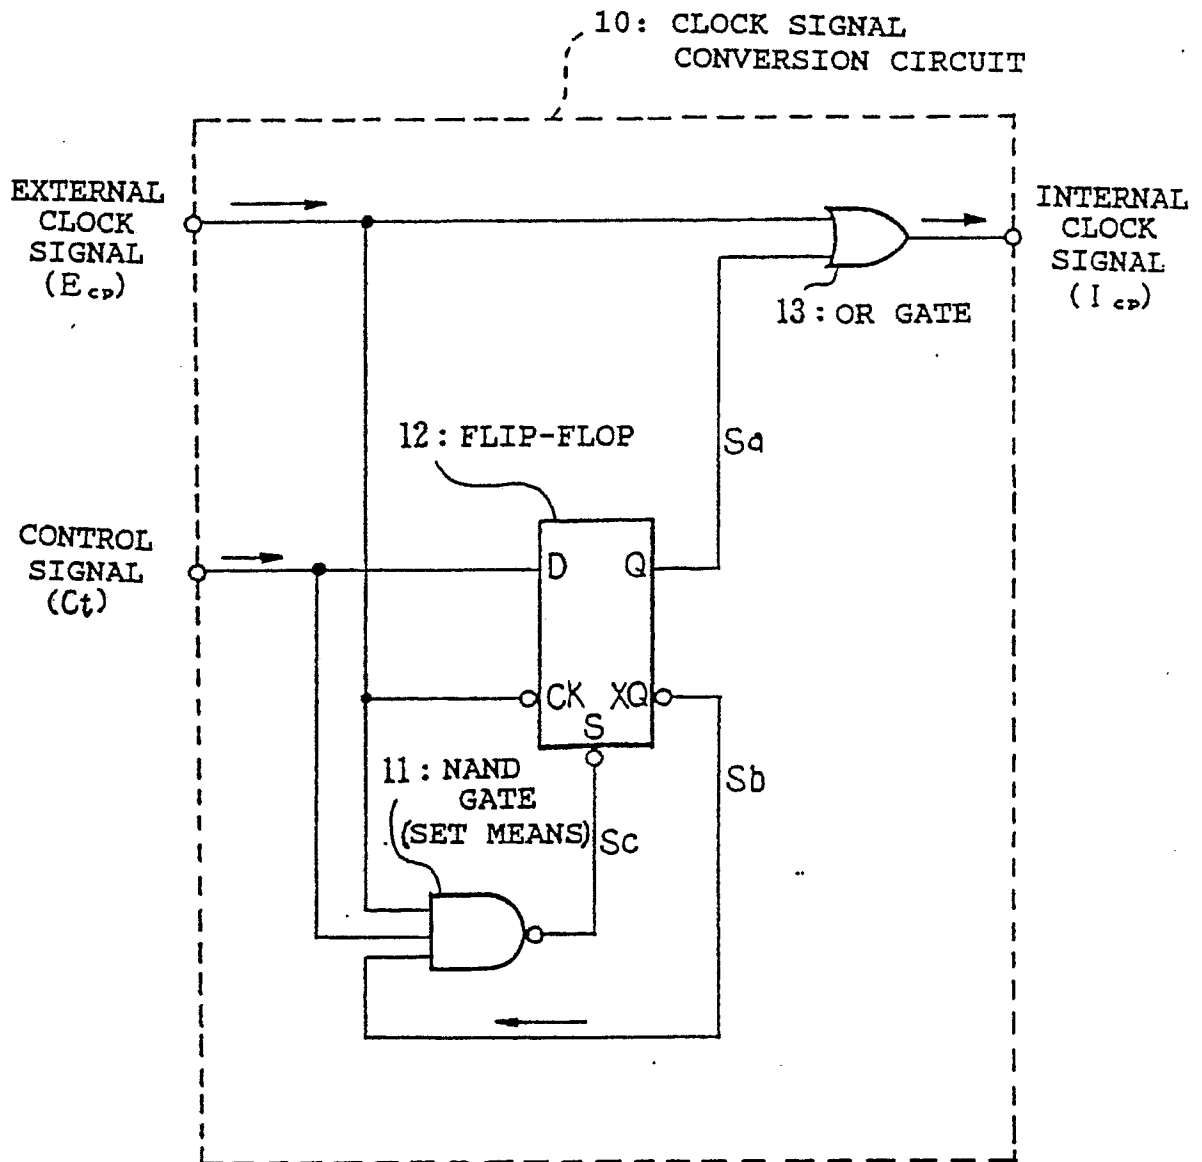 10: CLOCK SIGNAL
CONVERSION CIRCUIT
EXTERNAL
CLOCK
SIGNAL
(Ecp)
INTERNAL
CLOCK
SIGNAL
(Icp)
13: OR GATE
12: FLIP-FLOP
Sa
CONTROL
SIGNAL
(Ct)
D Q
CK XQ
S
11: NAND
GATE
(SET MEANS)
Sb
Sc